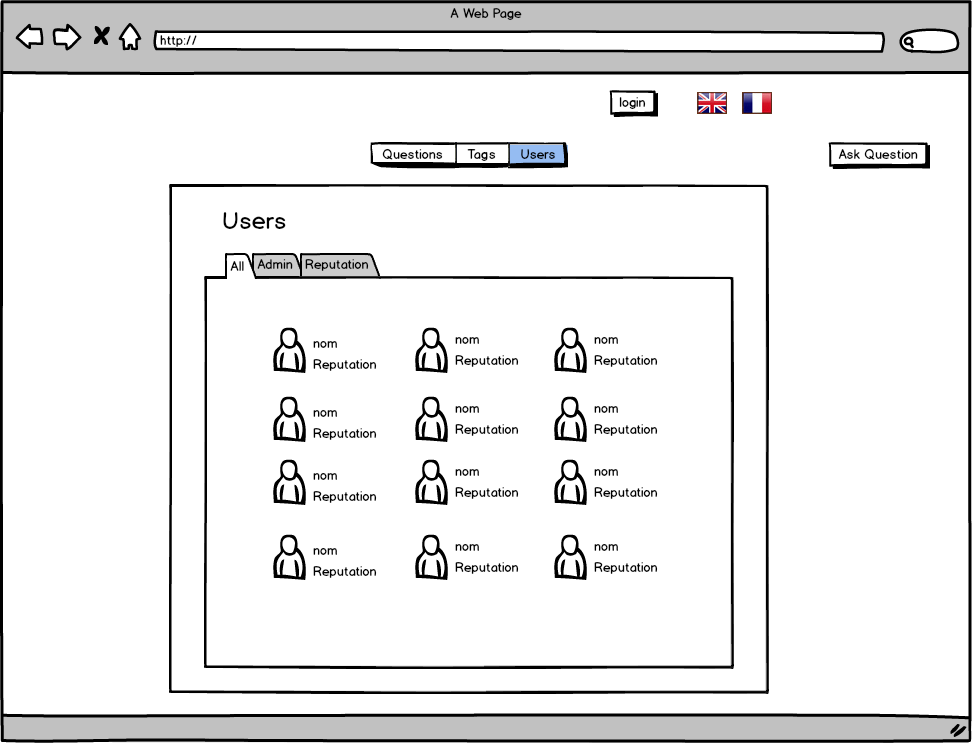 A Web Page
http://
login
Questions Tags Users
Ask Question
Users
All Admin Reputation
nom nom nom
Reputation Reputation Reputation
nom nom nom
Reputation Reputation Reputation
nom nom nom
Reputation Reputation Reputation
nom nom nom
Reputation Reputation Reputation